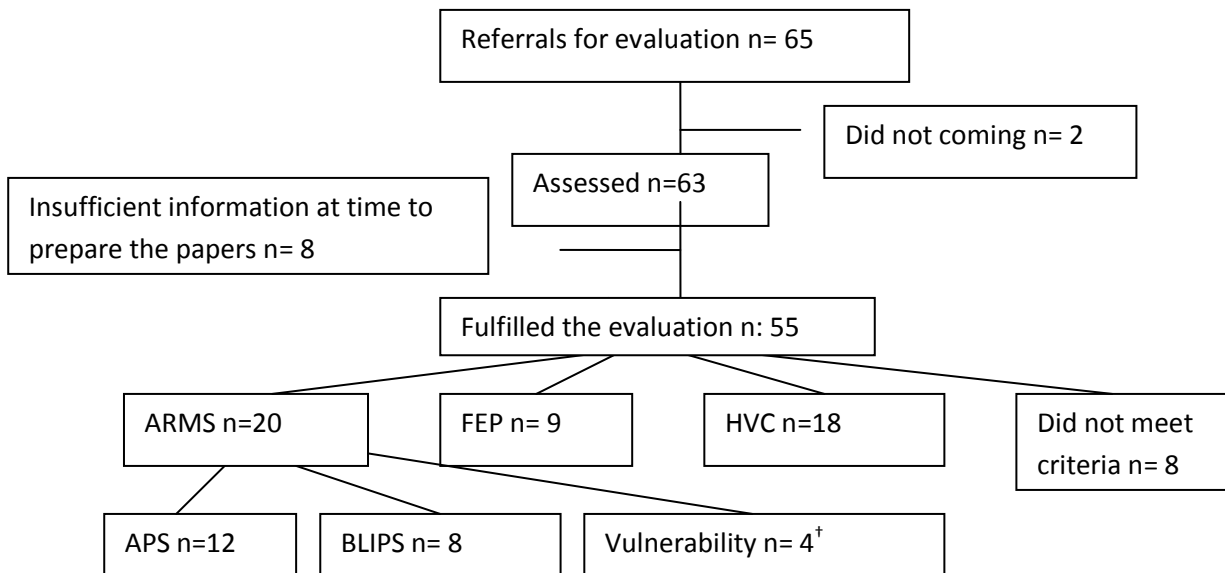 Referrals for evaluation n= 65
Did not coming n= 2
Assessed n=63
Insufficient information at time to
prepare the papers n= 8
Fulfilled the evaluation n: 55
ARMS n=20
FEP n= 9
HVC n=18
Did not meet
criteria n= 8
APS n=12
BLIPS n= 8
Vulnerability n= 4†